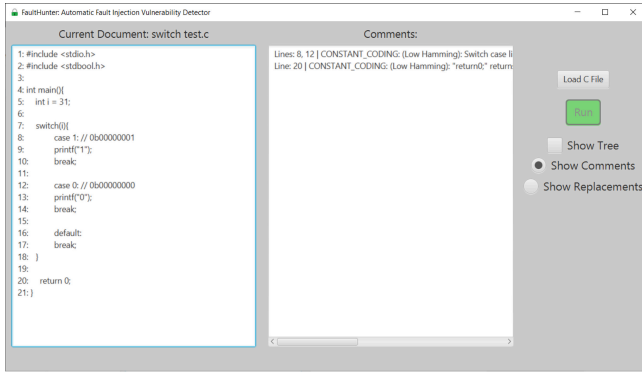 FaultHunter: Automatic Fault Injection Vulnerability Detector
Current Document: switch test.c
1: #include <stdio.h>
2: #include <stdbool.h>
3:
4: int main(){
5: int i = 31;
6:
7: switch(i){
8: case 1: // 0b00000001
9: printf("1");
10: break;
11:
12: case 0: // 0b00000000
13: printf("0");
14: break;
15:
16: default:
17: break;
18: }
19:
20: return 0;
21: }
Comments:
Lines: 8, 12 | CONSTANT_CODING: (Low Hamming): Switch case li
Line: 20 | CONSTANT_CODING: (Low Hamming): "return0;" return
Load C File
Run
Show Tree
Show Comments
Show Replacements